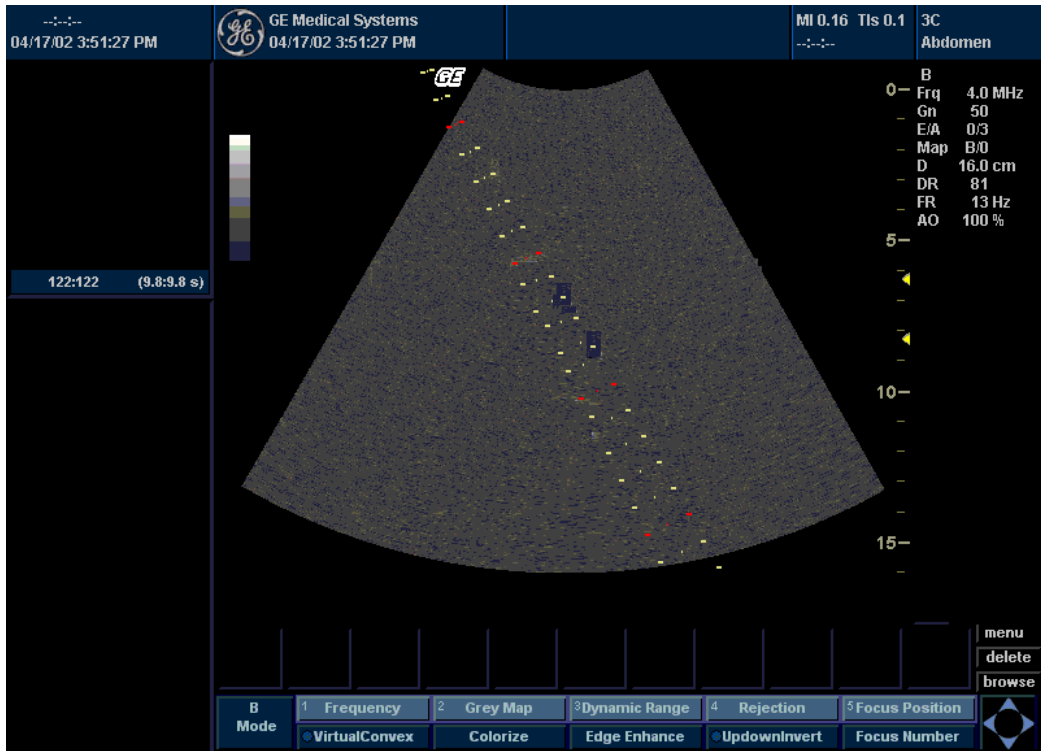 --:--:--
04/17/02 3:51:27 PM
GE Medical Systems
04/17/02 3:51:27 PM
MI 0.16 TIs 0.1
--:--:--
3C
Abdomen
GE
B
Frq 4.0 MHz
Gn 50
E/A 0/3
Map B/0
D 16.0 cm
DR 81
FR 13 Hz
AO 100 %
0
5
10
15
122:122 (9.8:9.8 s)
menu
delete
browse
B Mode
1 Frequency
2 Grey Map
3 Dynamic Range
4 Rejection
5 Focus Position
VirtualConvex
Colorize
Edge Enhance
UpdownInvert
Focus Number